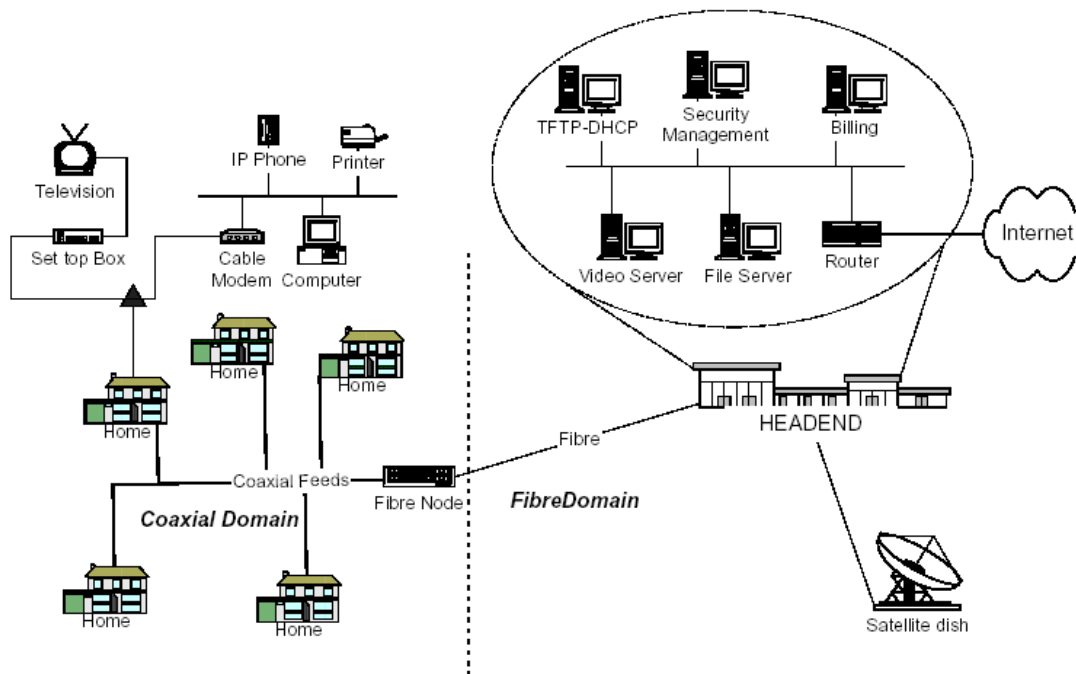 TFTP-DHCP
Security
Management
Billing
IP Phone
Printer
Television
Set top Box
Cable
Modem
Computer
Video Server
File Server
Router
Internet
Home
Home
Home
HEADEND
Fibre
Coaxial Feeds
Fibre Node
FibreDomain
Coaxial Domain
Home
Home
Satellite dish